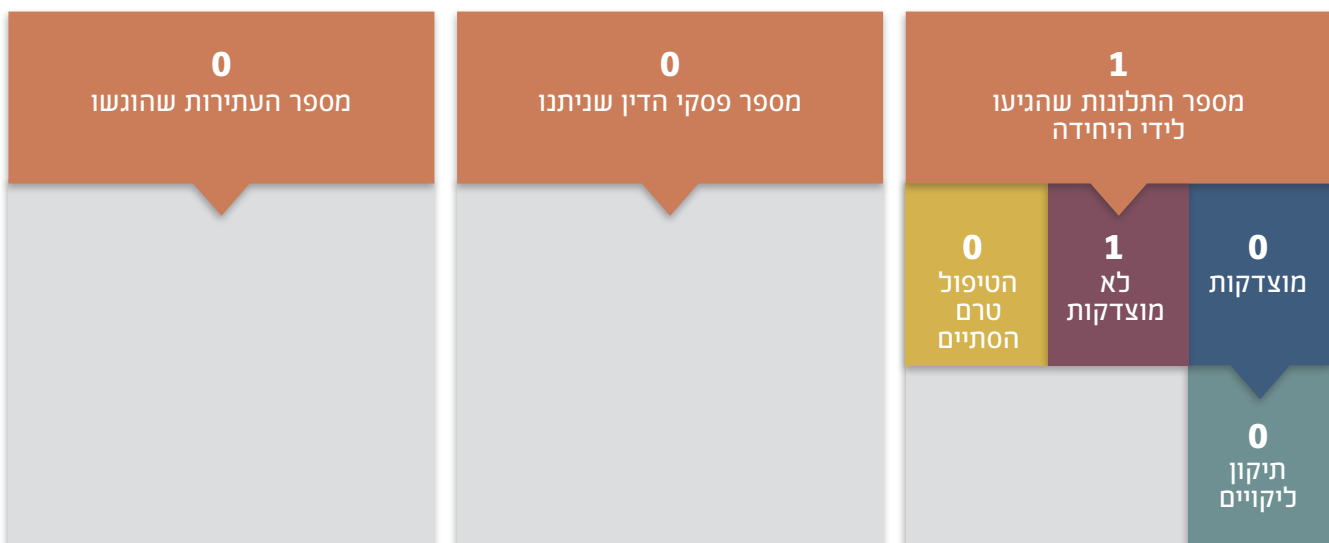 1
מספר התלונות שהגיעו
לידי היחידה
0
מוצדקות
1
לא
מוצדקות
0
הטיפול
טרם
הסתיים
0
תיקון
ליקויים
0
מספר פסקי הדין שניתנו
0
מספר העתירות שהוגשו